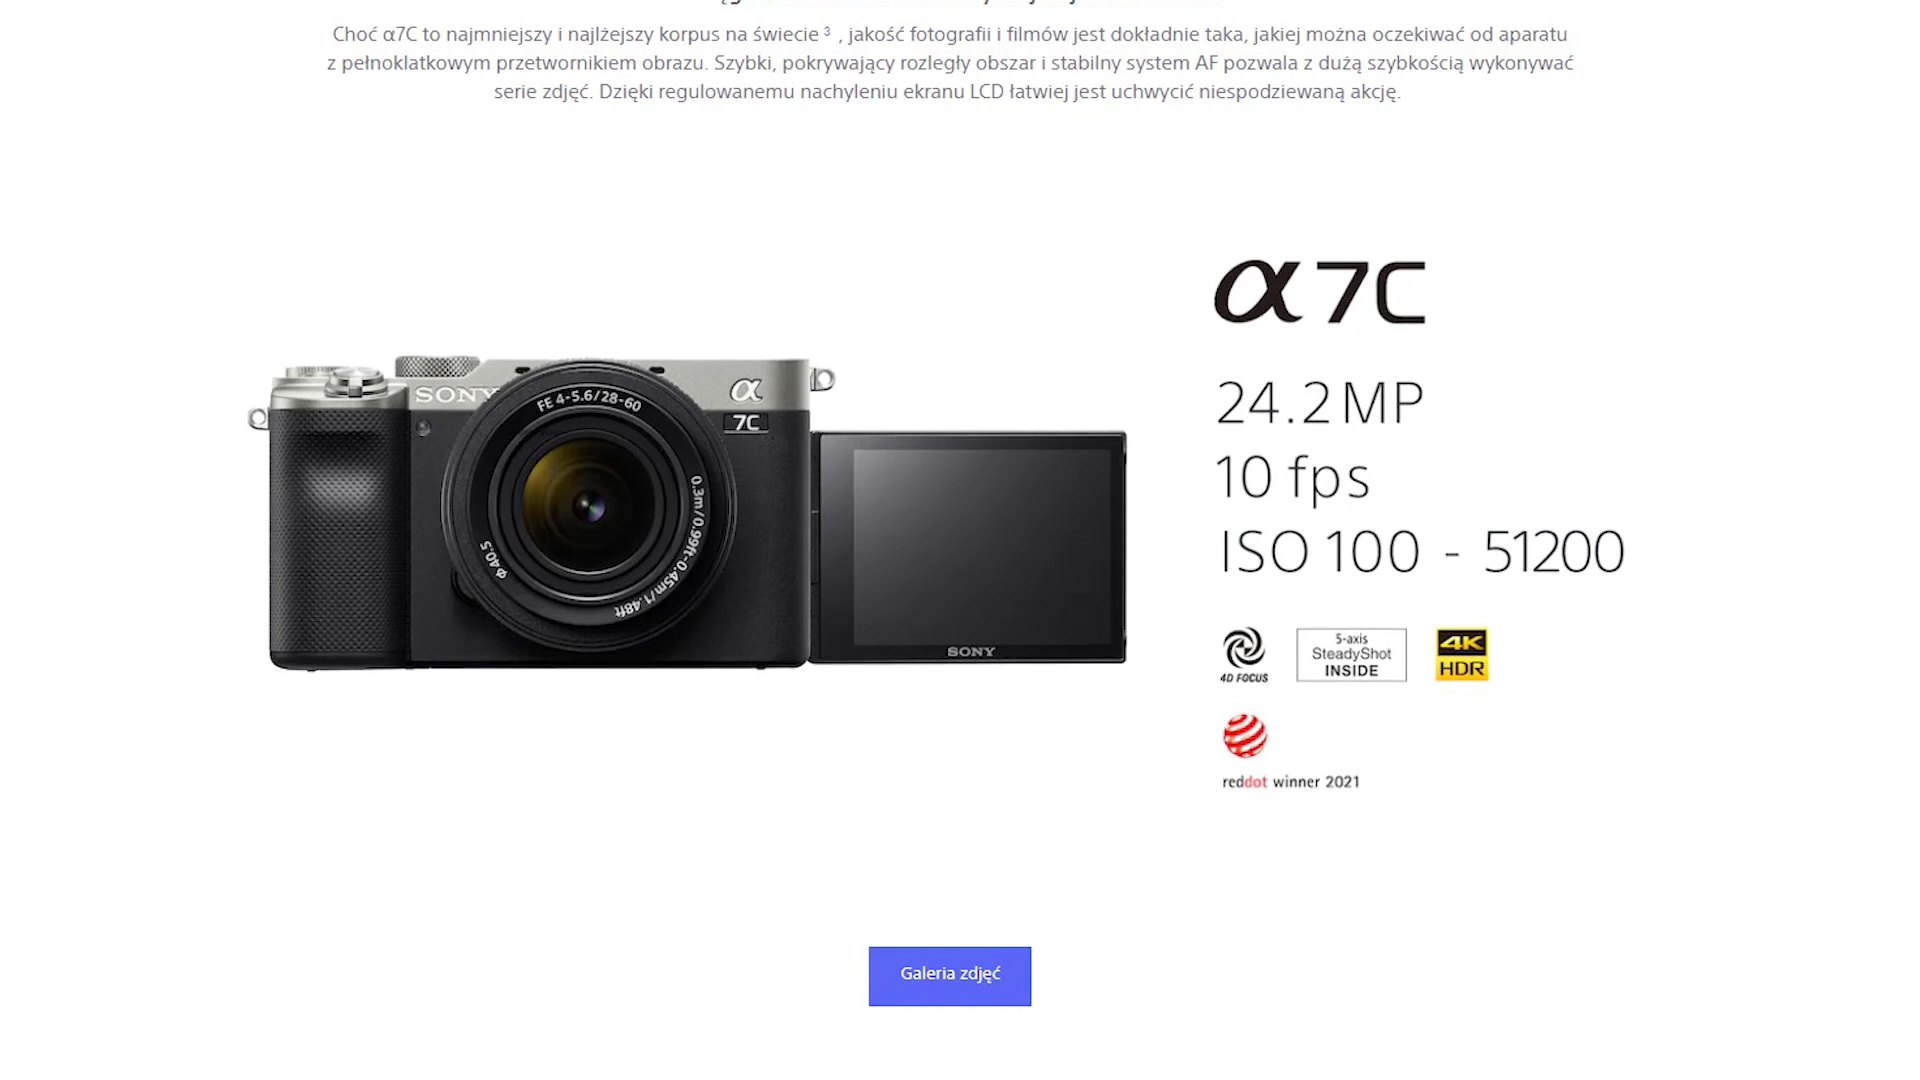 Choć α7C to najmniejszy i najlżejszy korpus na świecie ³ , jakość fotografii i filmów jest dokładnie taka, jakiej można oczekiwać od aparatu
z pełnoklatkowym przetwornikiem obrazu. Szybki, pokrywający rozległy obszar i stabilny system AF pozwala z dużą szybkością wykonywać
serie zdjęć. Dzięki regulowanemu nachyleniu ekranu LCD łatwiej jest uchwycić niespodziewaną akcję.
α7C
24.2 MP
10 fps
ISO 100 - 51200
SONY
α
7C
FE 4-5.6/28-60
0.3m/0.99ft-0.45m/1.48ft
ø40.5
SONY
4D FOCUS
5-axis
SteadyShot
INSIDE
4K
HDR
reddot winner 2021
Galeria zdjęć